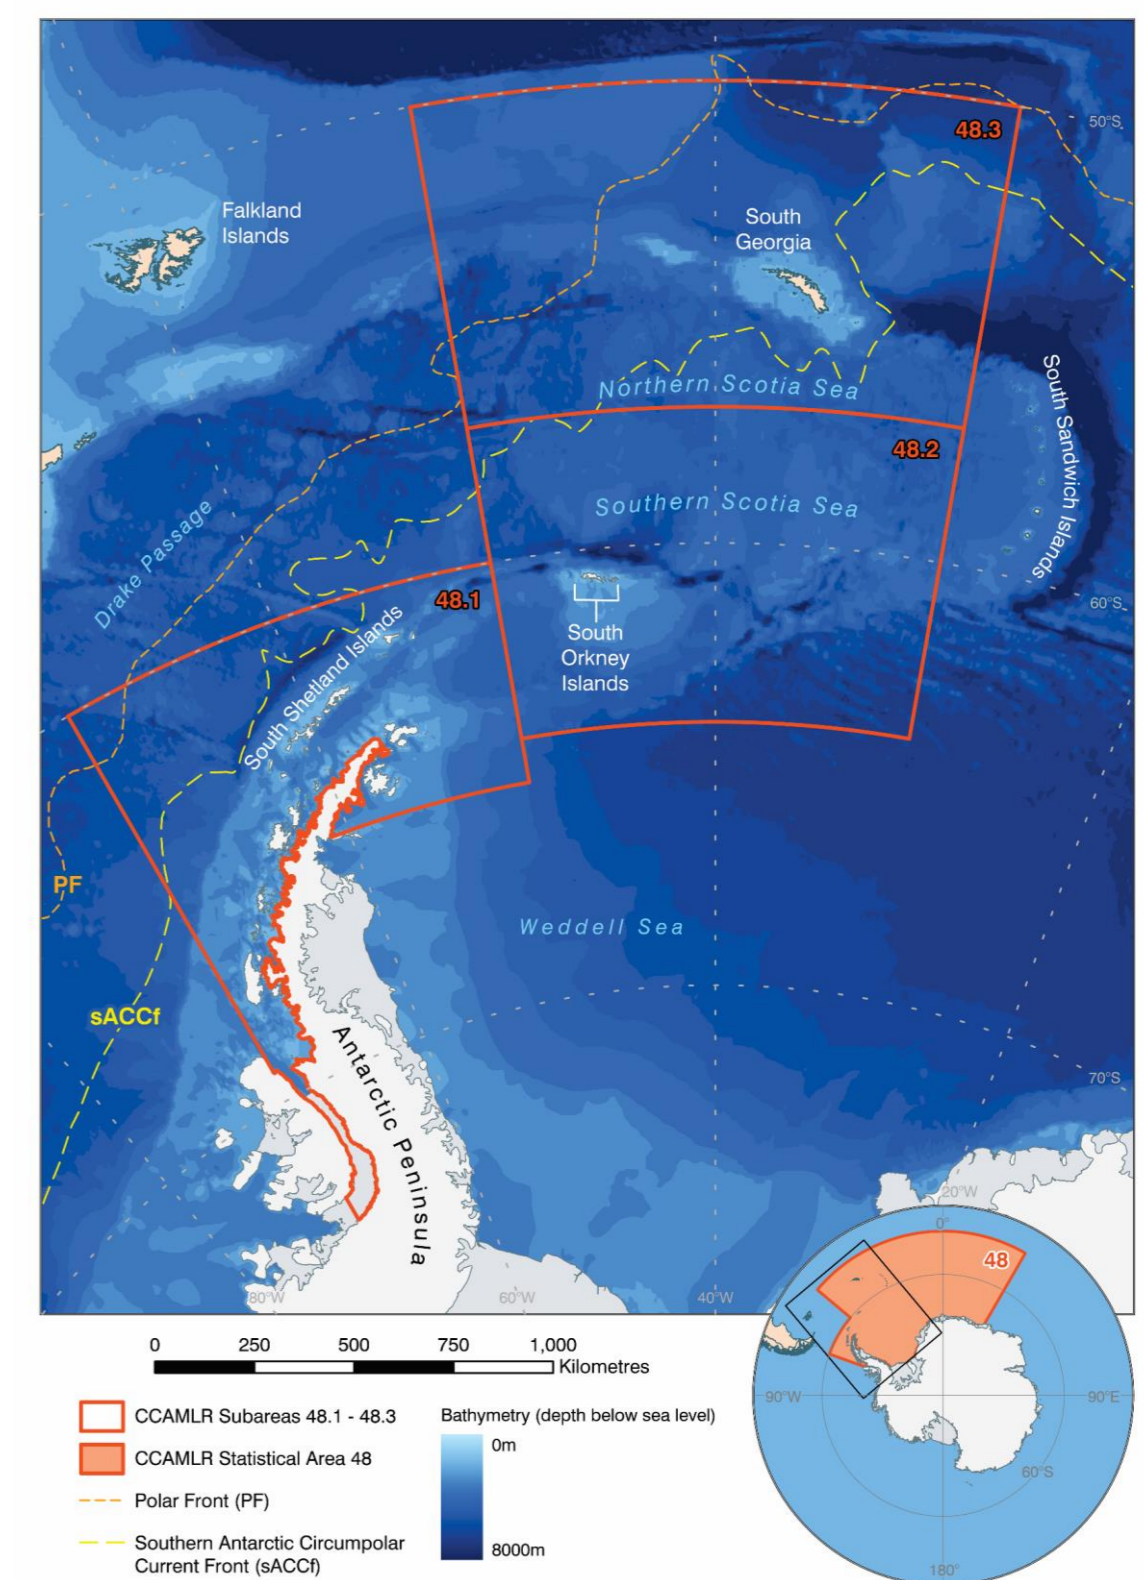 50°S
48.3
Falkland
Islands
South
Georgia
Northern Scotia Sea
South Sandwich Islands
48.2
Southern Scotia Sea
Drake Passage
60°S
48.1
South Shetland Islands
South
Orkney
Islands
PF
Weddell Sea
sACCf
Antarctic Peninsula
70°S
80°W
60°W
40°W
20°W
0°
48
90°W
90°E
60°S
180°
0 250 500 750 1,000
Kilometres
CCAMLR Subareas 48.1 - 48.3
CCAMLR Statistical Area 48
Polar Front (PF)
Southern Antarctic Circumpolar
Current Front (sACCf)
Bathymetry (depth below sea level)
0m
8000m